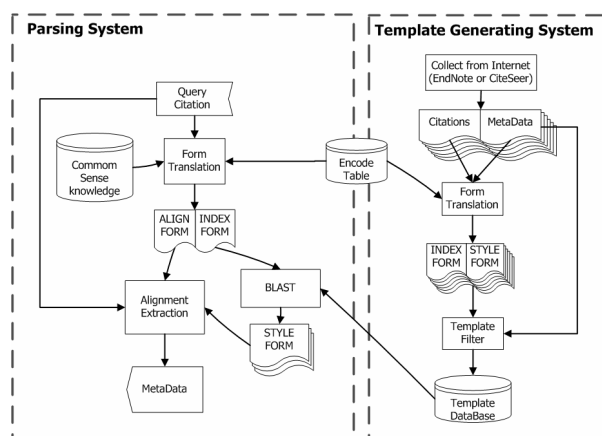 Parsing System
Query
Citation
Commom
Sense
knowledge
Form
Translation
ALIGN
FORM
INDEX
FORM
Alignment
Extraction
BLAST
STYLE
FORM
MetaData
Encode
Table
Template Generating System
Collect from Internet
(EndNote or CiteSeer)
Citations
MetaData
Form
Translation
INDEX
FORM
STYLE
FORM
Template
Filter
Template
DataBase